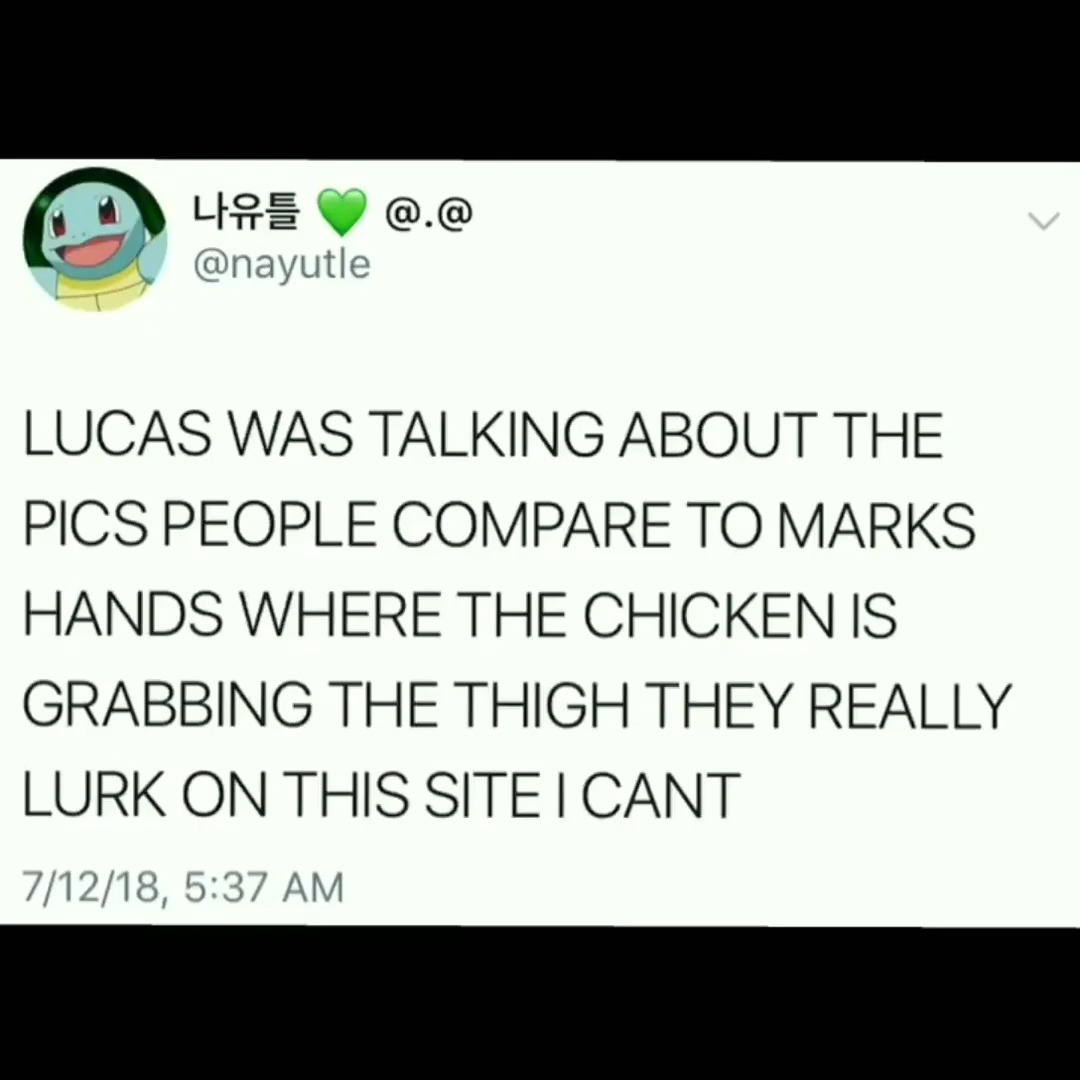 나유틀 💚 @.@
@nayutle
LUCAS WAS TALKING ABOUT THE
PICS PEOPLE COMPARE TO MARKS
HANDS WHERE THE CHICKEN IS
GRABBING THE THIGH THEY REALLY
LURK ON THIS SITE I CANT
7/12/18, 5:37 AM